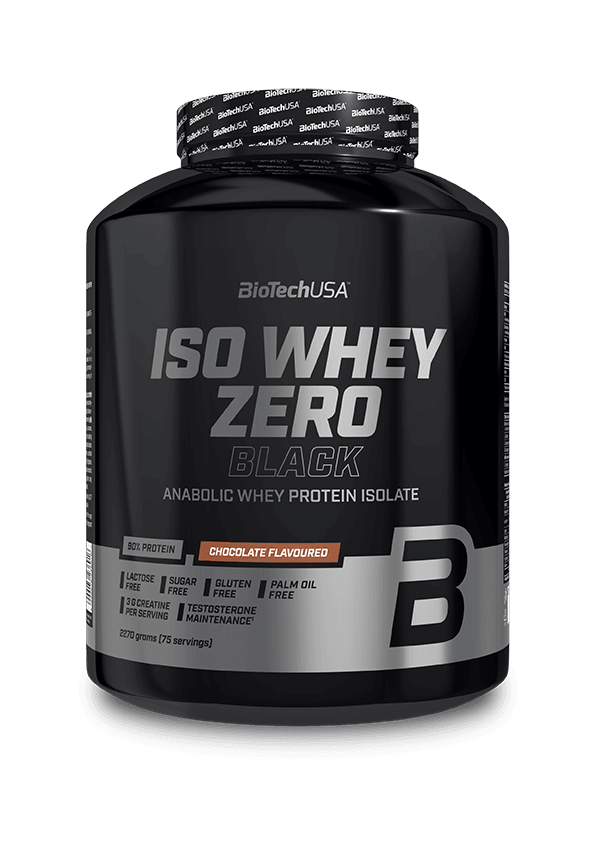 BioTechUSA™
ISO WHEY
ZERO
BLACK
ANABOLIC WHEY PROTEIN ISOLATE
90% PROTEIN
CHOCOLATE FLAVOURED
LACTOSE
FREE
SUGAR
FREE
GLUTEN
FREE
PALM OIL
FREE
3 G CREATINE
PER SERVING
TESTOSTERONE
MAINTENANCE¹
2270 grams (75 servings)
B